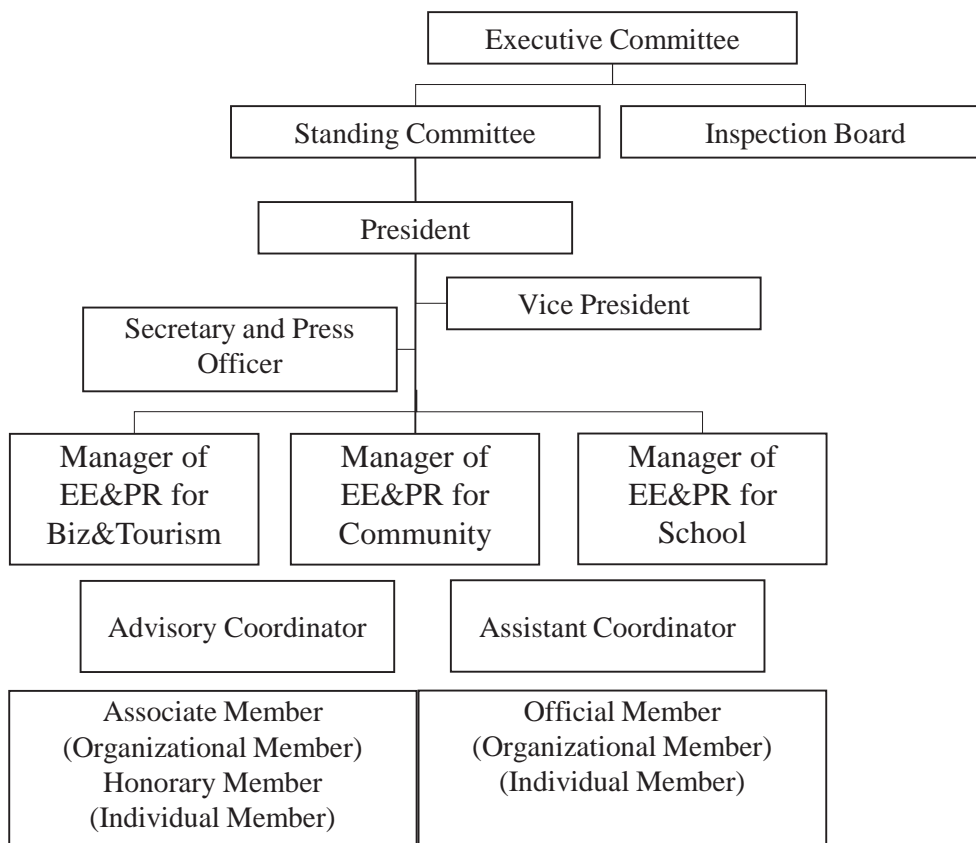 Executive Committee
Standing Committee
Inspection Board
President
Vice President
Secretary and Press
Officer
Manager of
EE&PR for
Biz&Tourism
Manager of
EE&PR for
Community
Manager of
EE&PR for
School
Advisory Coordinator
Assistant Coordinator
Associate Member
(Organizational Member)
Honorary Member
(Individual Member)
Official Member
(Organizational Member)
(Individual Member)